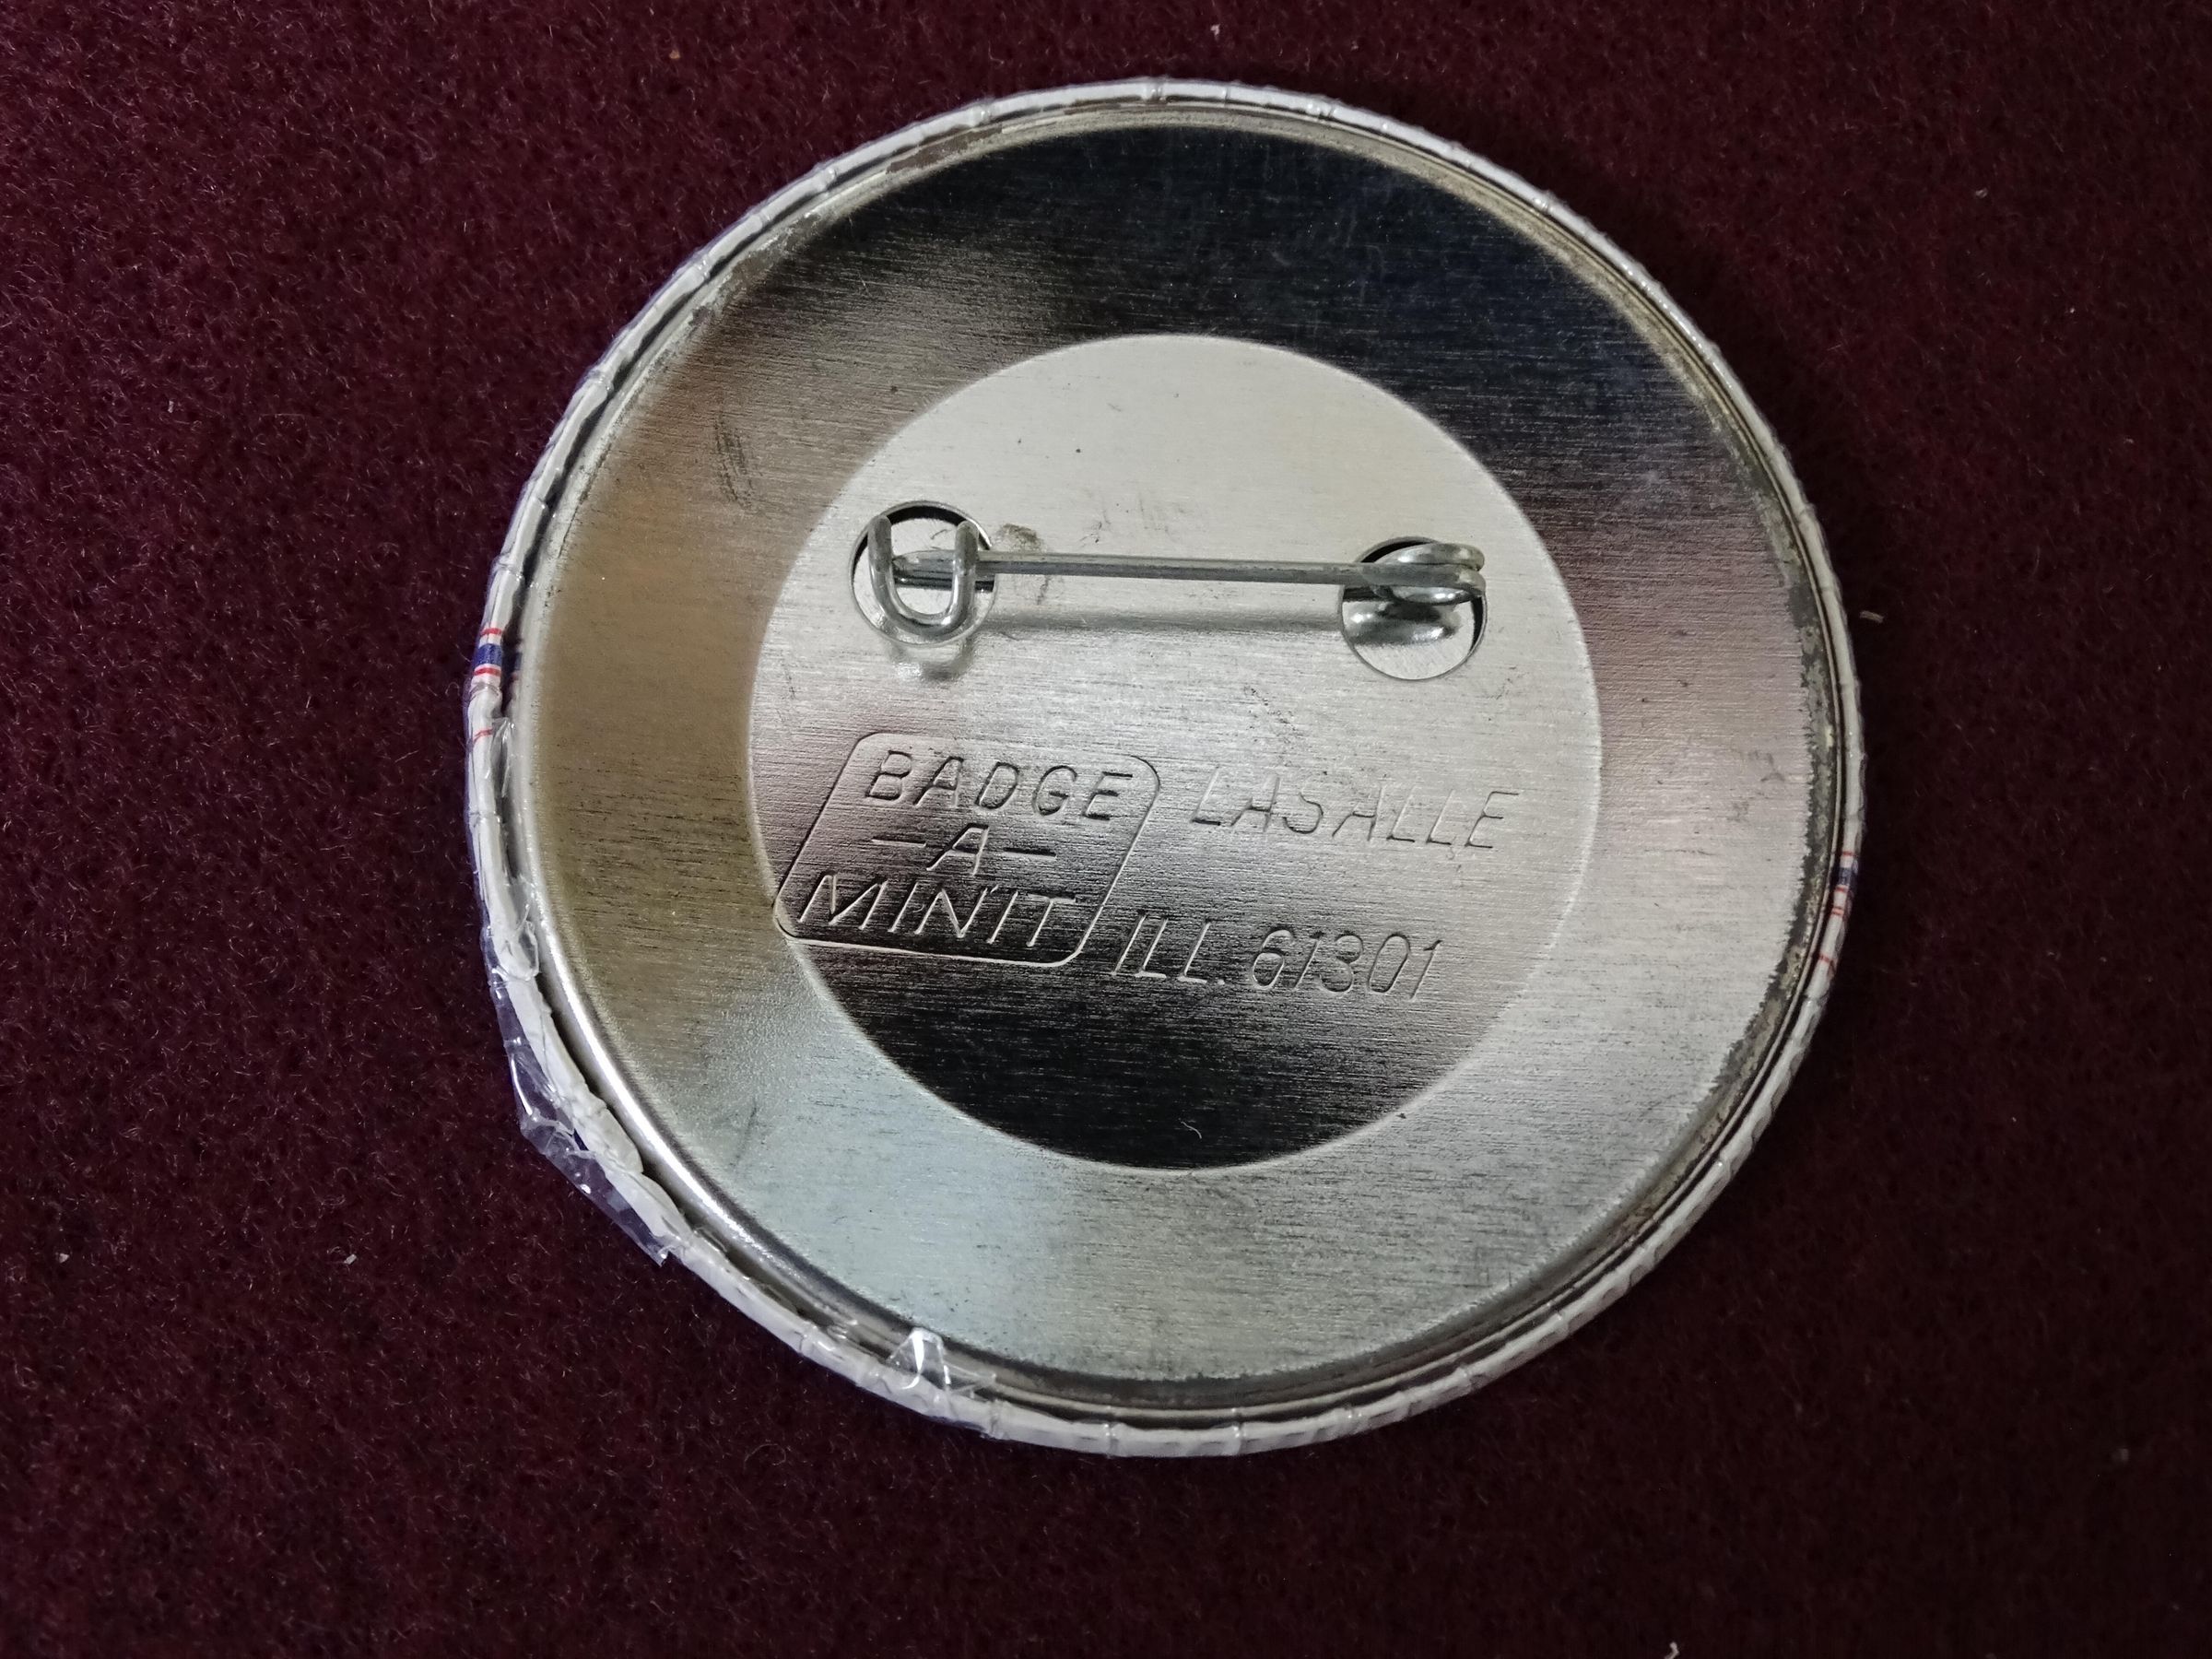 BADGE
-A-
MINIT
LASALLE
ILL. 61301